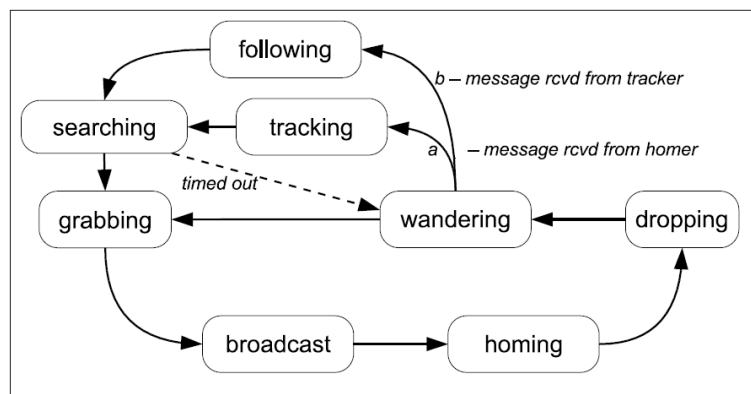 following
b – message rcvd from tracker
searching
tracking
a – message rcvd from homer
timed out
grabbing
wandering
dropping
broadcast
homing